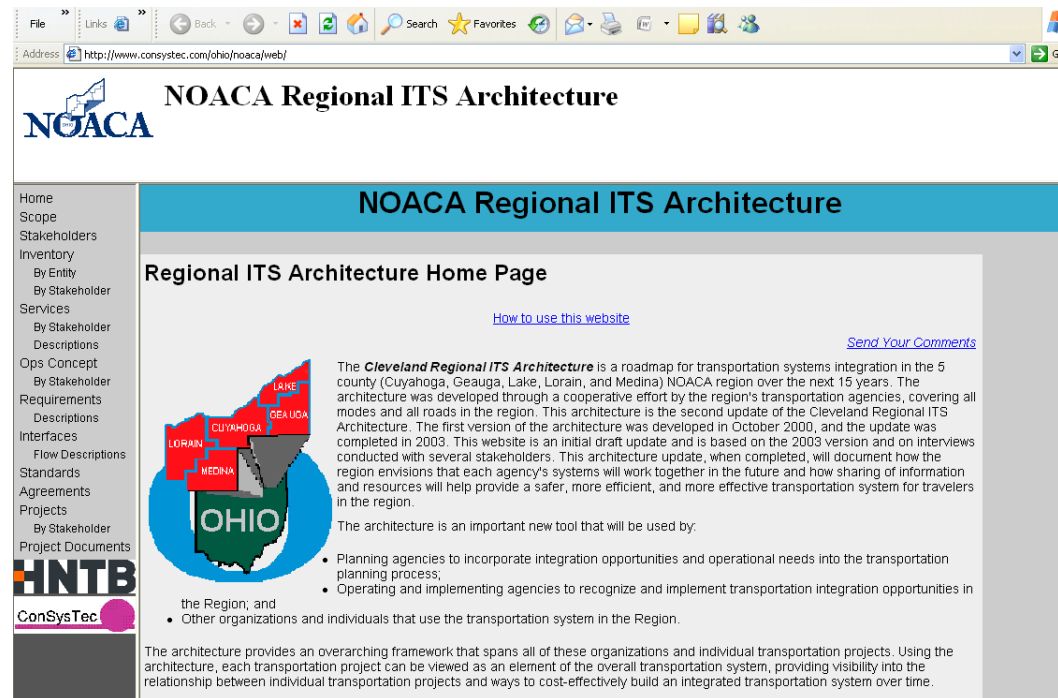 File » Links » Back Search Favorites
Address http://www.consystec.com/ohio/noaca/web/ G
NOACA
OHIO
NOACA Regional ITS Architecture
Home
Scope
Stakeholders
Inventory
By Entity
By Stakeholder
Services
By Stakeholder
Descriptions
Ops Concept
By Stakeholder
Requirements
Descriptions
Interfaces
Flow Descriptions
Standards
Agreements
Projects
By Stakeholder
Project Documents
HNTB
ConSysTec
NOACA Regional ITS Architecture
Regional ITS Architecture Home Page
How to use this website
Send Your Comments
LAKE
GEAUGA
CUYAHOGA
LORAIN
MEDINA
OHIO
The Cleveland Regional ITS Architecture is a roadmap for transportation systems integration in the 5
county (Cuyahoga, Geauga, Lake, Lorain, and Medina) NOACA region over the next 15 years. The
architecture was developed through a cooperative effort by the region's transportation agencies, covering all
modes and all roads in the region. This architecture is the second update of the Cleveland Regional ITS
Architecture. The first version of the architecture was developed in October 2000, and the update was
completed in 2003. This website is an initial draft update and is based on the 2003 version and on interviews
conducted with several stakeholders. This architecture update, when completed, will document how the
region envisions that each agency's systems will work together in the future and how sharing of information
and resources will help provide a safer, more efficient, and more effective transportation system for travelers
in the region.
The architecture is an important new tool that will be used by:
• Planning agencies to incorporate integration opportunities and operational needs into the transportation
planning process;
• Operating and implementing agencies to recognize and implement transportation integration opportunities in
the Region; and
• Other organizations and individuals that use the transportation system in the Region.
The architecture provides an overarching framework that spans all of these organizations and individual transportation projects. Using the
architecture, each transportation project can be viewed as an element of the overall transportation system, providing visibility into the
relationship between individual transportation projects and ways to cost-effectively build an integrated transportation system over time.